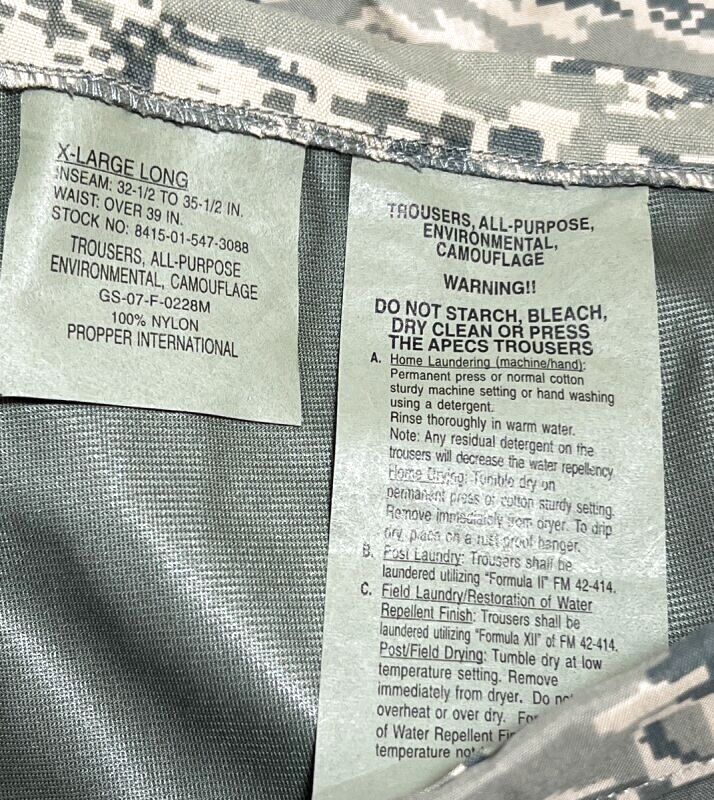 X-LARGE LONG
INSEAM: 32-1/2 TO 35-1/2 IN.
WAIST: OVER 39 IN.
STOCK NO: 8415-01-547-3088
TROUSERS, ALL-PURPOSE
ENVIRONMENTAL, CAMOUFLAGE
GS-07-F-0228M
100% NYLON
PROPPER INTERNATIONAL
TROUSERS, ALL-PURPOSE,
ENVIRONMENTAL,
CAMOUFLAGE
WARNING!!
DO NOT STARCH, BLEACH,
DRY CLEAN OR PRESS
THE APECS TROUSERS
A. Home Laundering (machine/hand):
Permanent press or normal cotton
sturdy machine setting or hand washing
using a detergent.
Rinse thoroughly in warm water.
Note: Any residual detergent on the
trousers will decrease the water repellency
Home Drying: Tumble dry on
permanent press or cotton sturdy setting.
Remove immediately from dryer. To drip
dry, place on a rust proof hanger.
B. Post Laundry: Trousers shall be
laundered utilizing "Formula II" FM 42-414.
C. Field Laundry/Restoration of Water
Repellent Finish: Trousers shall be
laundered utilizing "Formula XII" of FM 42-414.
Post/Field Drying: Tumble dry at low
temperature setting. Remove
immediately from dryer. Do
overheat or over dry.
of Water Repellent
temperature